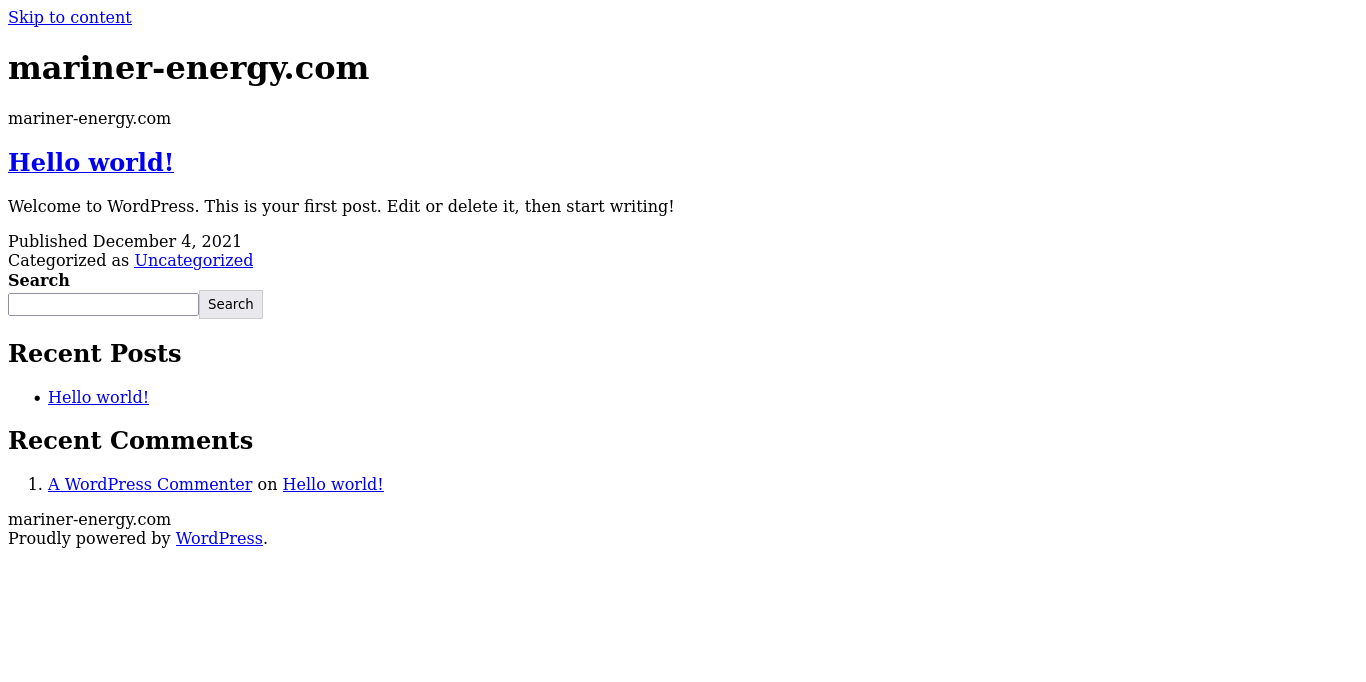 Skip to content
mariner-energy.com
mariner-energy.com
Hello world!
Welcome to WordPress. This is your first post. Edit or delete it, then start writing!
Published December 4, 2021
Categorized as Uncategorized
Search
Search
Recent Posts
• Hello world!
Recent Comments
1. A WordPress Commenter on Hello world!
mariner-energy.com
Proudly powered by WordPress.